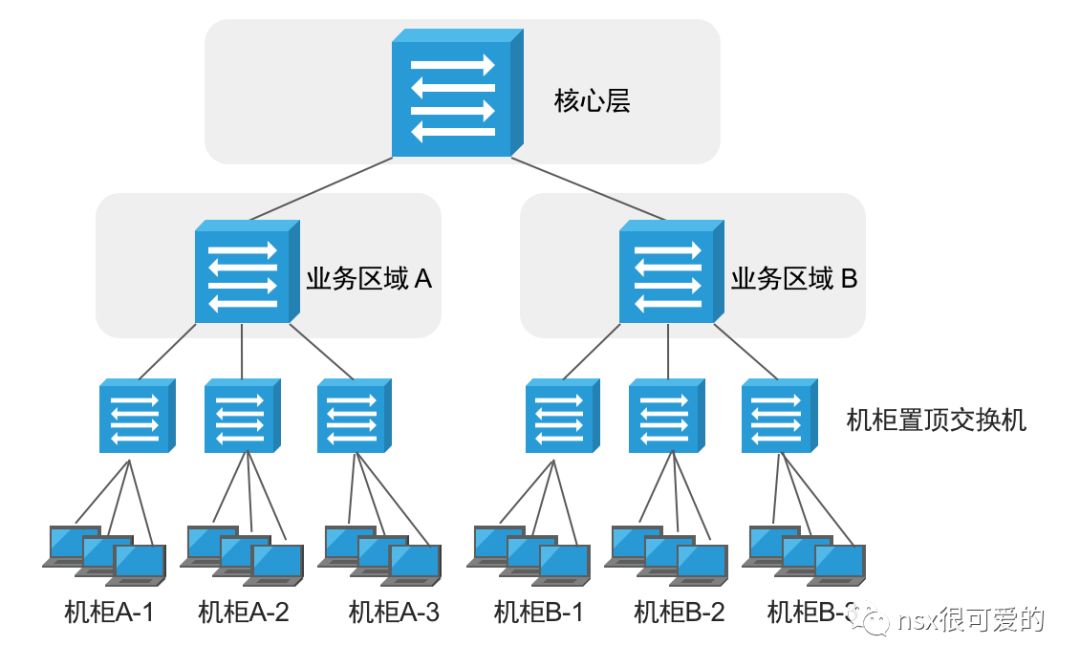 核心层
业务区域 A
业务区域 B
机柜置顶交换机
机柜A-1
机柜A-2
机柜A-3
机柜B-1
机柜B-2
机柜B-3
nsx很可爱的